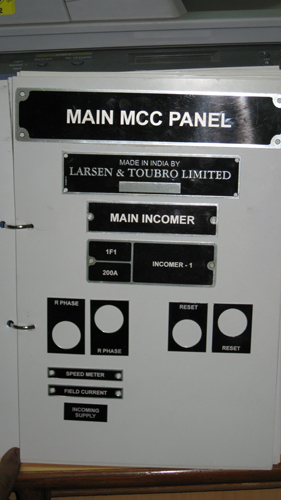 MAIN MCC PANEL
MADE IN INDIA BY
LARSEN & TOUBRO LIMITED
MAIN INCOMER
1F1
200A
INCOMER - 1
R PHASE
R PHASE
RESET
RESET
SPEED METER
FIELD CURRENT
INCOMING
SUPPLY